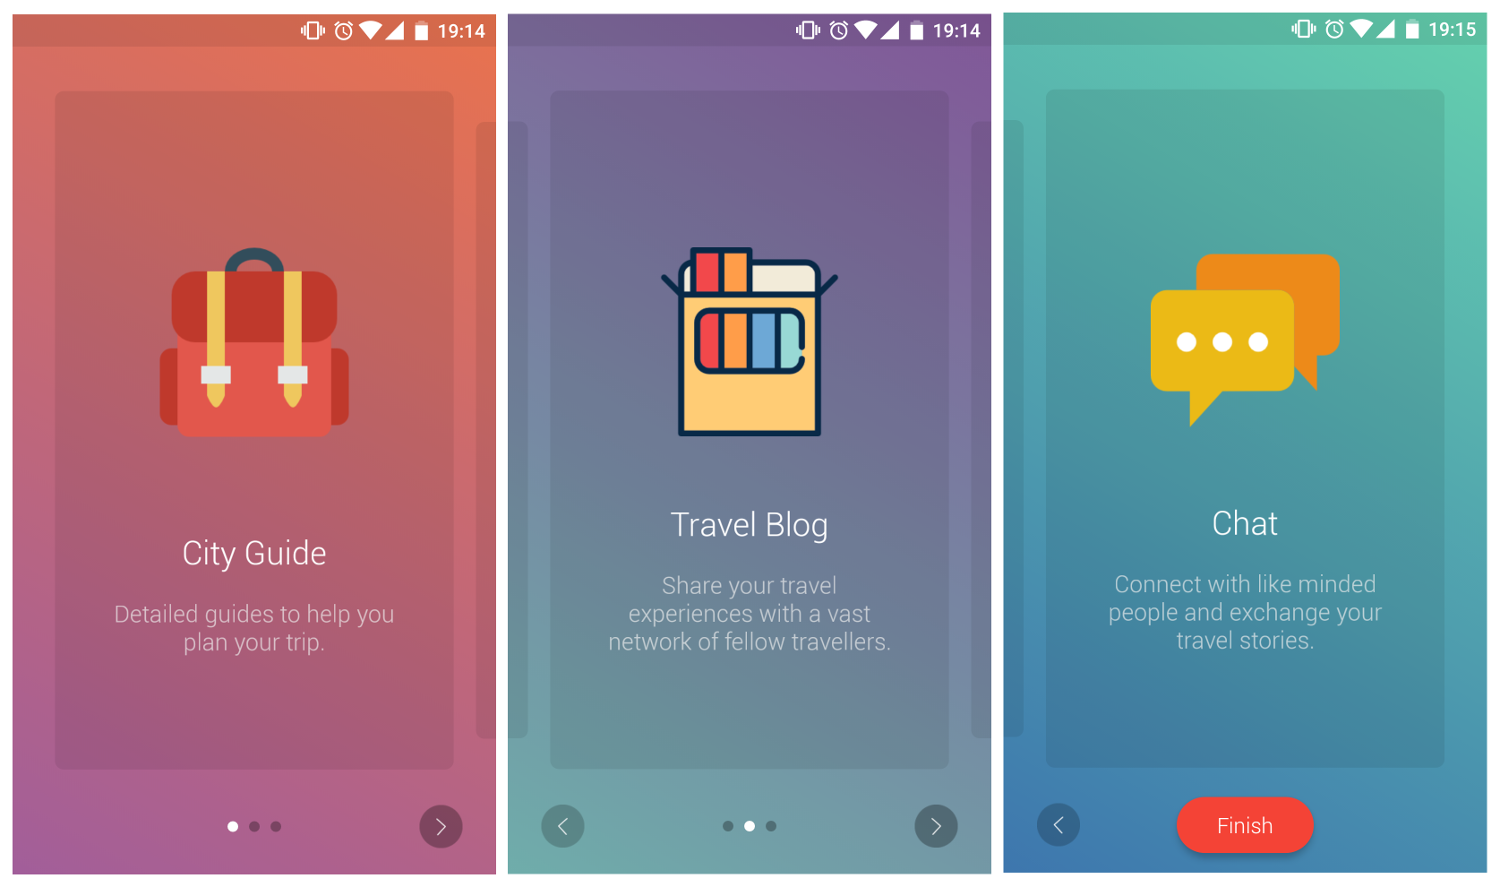 19:14
City Guide
Detailed guides to help you
plan your trip.
19:14
Travel Blog
Share your travel
experiences with a vast
network of fellow travellers.
19:15
Chat
Connect with like minded
people and exchange your
travel stories.
Finish